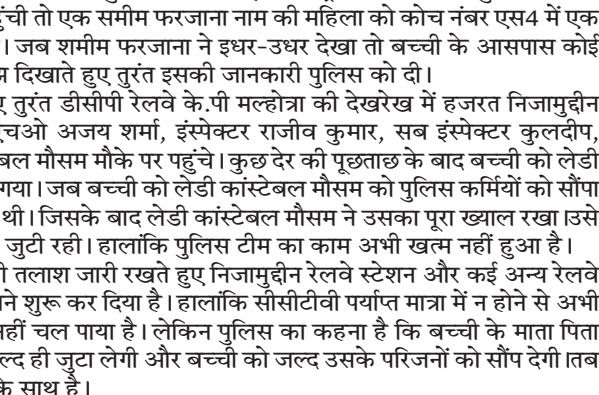 हुंची तो एक समीम फरजाना नाम की महिला को कोच नंबर एस4 में एक
। जब शमीम फरजाना ने इधर-उधर देखा तो बच्ची के आसपास कोई
दिखाते हुए तुरंत इसकी जानकारी पुलिस को दी।
तुरंत डीसीपी रेलवे के.पी मल्होत्रा की देखरेख में हजरत निजामुद्दीन
एचओ अजय शर्मा, इंस्पेक्टर राजीव कुमार, सब इंस्पेक्टर कुलदीप,
बल मौसम मौके पर पहुंचे। कुछ देर की पूछताछ के बाद बच्ची को लेडी
गया। जब बच्ची को लेडी कांस्टेबल मौसम को पुलिस कर्मियों को सौंपा
थी। जिसके बाद लेडी कांस्टेबल मौसम ने उसका पूरा ख्याल रखा।उसे
जुटी रही। हालांकि पुलिस टीम का काम अभी खत्म नहीं हुआ है।
तलाश जारी रखते हुए निजामुद्दीन रेलवे स्टेशन और कई अन्य रेलवे
ने शुरू कर दिया है। हालांकि सीसीटीवी पर्याप्त मात्रा में न होने से अभी
नहीं चल पाया है। लेकिन पुलिस का कहना है कि बच्ची के माता पिता
ल्द ही जुटा लेगी और बच्ची को जल्द उसके परिजनों को सौंप देगी।तब
के साथ है।